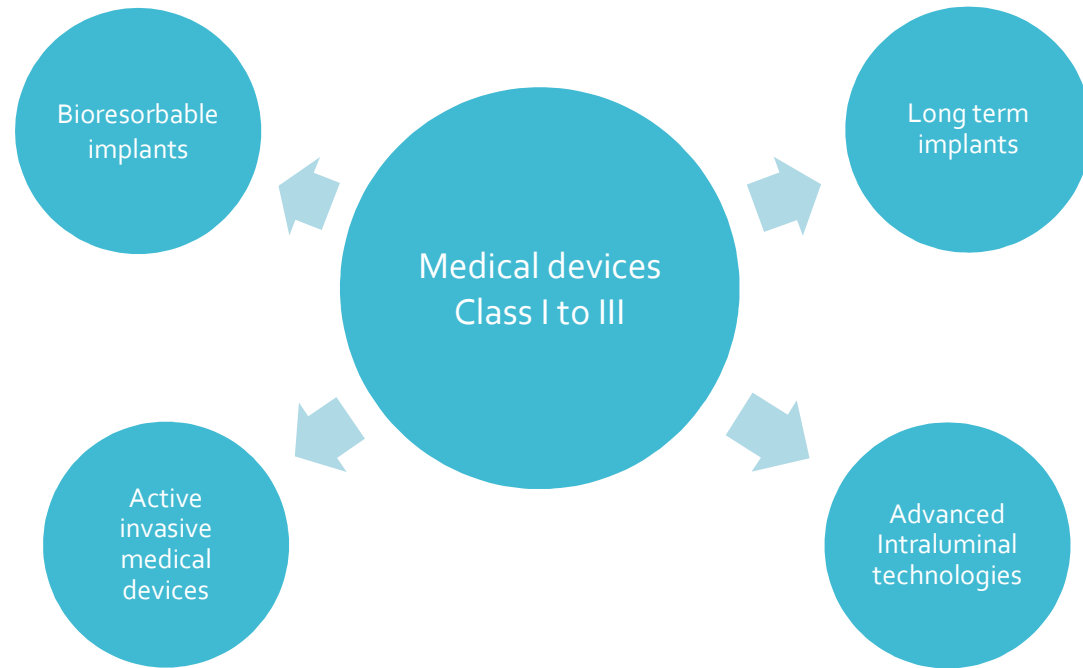 Bioresorbable
implants
Long term
implants
Medical devices
Class I to III
Active
invasive
medical
devices
Advanced
Intraluminal
technologies